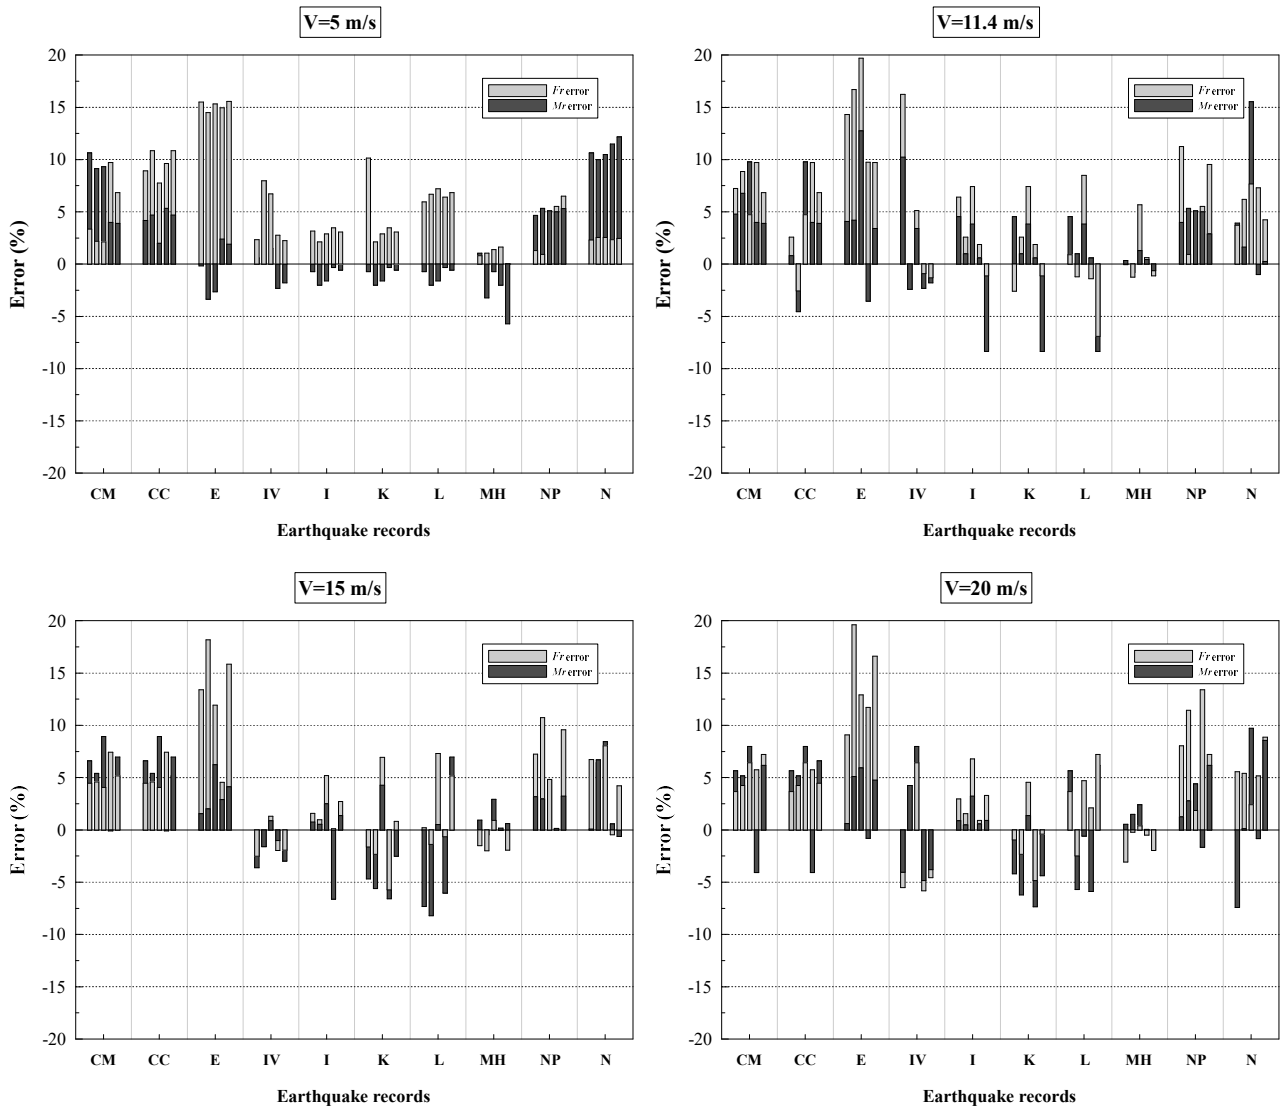 V=5 m/s
20
15
10
5
0
-5
-10
-15
-20
Error (%)
Fr error
Mr error
CM CC E IV I K L MH NP N
Earthquake records
V=11.4 m/s
20
15
10
5
0
-5
-10
-15
-20
Error (%)
Fr error
Mr error
CM CC E IV I K L MH NP N
Earthquake records
V=15 m/s
20
15
10
5
0
-5
-10
-15
-20
Error (%)
Fr error
Mr error
CM CC E IV I K L MH NP N
Earthquake records
V=20 m/s
20
15
10
5
0
-5
-10
-15
-20
Error (%)
Fr error
Mr error
CM CC E IV I K L MH NP N
Earthquake records